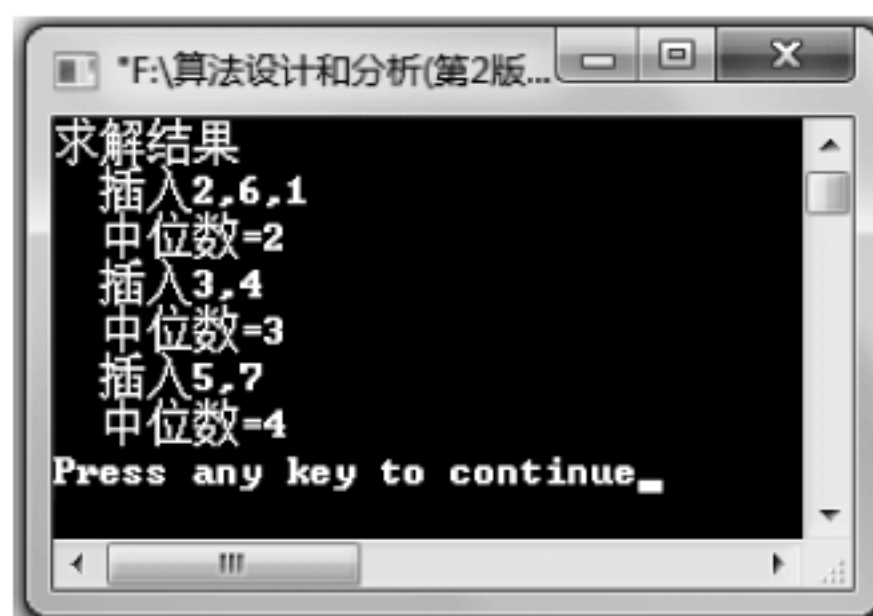 *F:\算法设计和分析(第2版...
求解结果
插入2,6,1
中位数=2
插入3,4
中位数=3
插入5,7
中位数=4
Press any key to continue